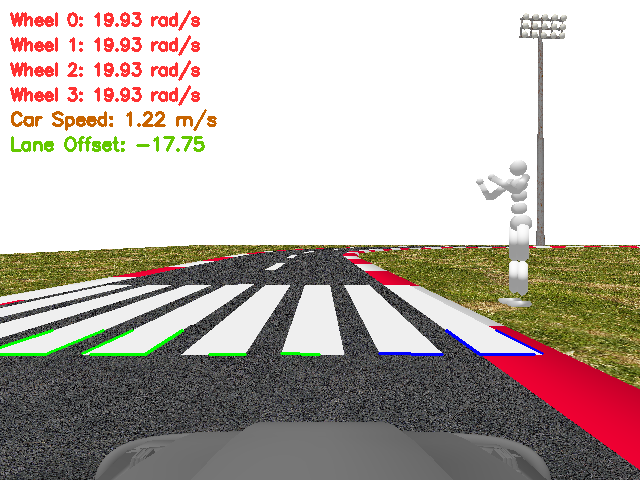 Wheel 0: 19.93 rad/s
Wheel 1: 19.93 rad/s
Wheel 2: 19.93 rad/s
Wheel 3: 19.93 rad/s
Car Speed: 1.22 m/s
Lane Offset: -17.75